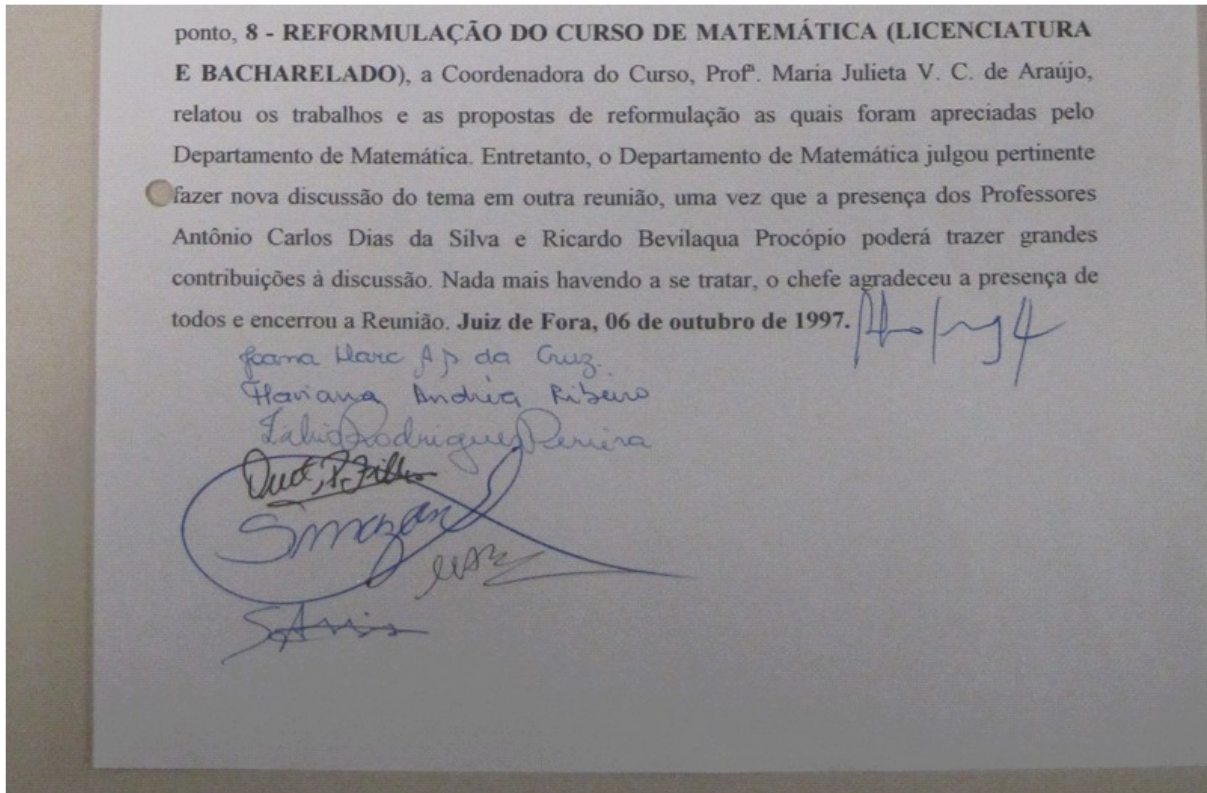 ponto, 8 - REFORMULAÇÃO DO CURSO DE MATEMÁTICA (LICENCIATURA
E BACHARELADO), a Coordenadora do Curso, Profª. Maria Julieta V. C. de Araújo,
relatou os trabalhos e as propostas de reformulação as quais foram apreciadas pelo
Departamento de Matemática. Entretanto, o Departamento de Matemática julgou pertinente
fazer nova discussão do tema em outra reunião, uma vez que a presença dos Professores
Antônio Carlos Dias da Silva e Ricardo Bevilaqua Procópio poderá trazer grandes
contribuições à discussão. Nada mais havendo a se tratar, o chefe agradeceu a presença de
todos e encerrou a Reunião. Juiz de Fora, 06 de outubro de 1997.
Joana Darc Ap da Cruz.
Flaviana Andréa Ribeiro
Fábio Rodrigues Pereira